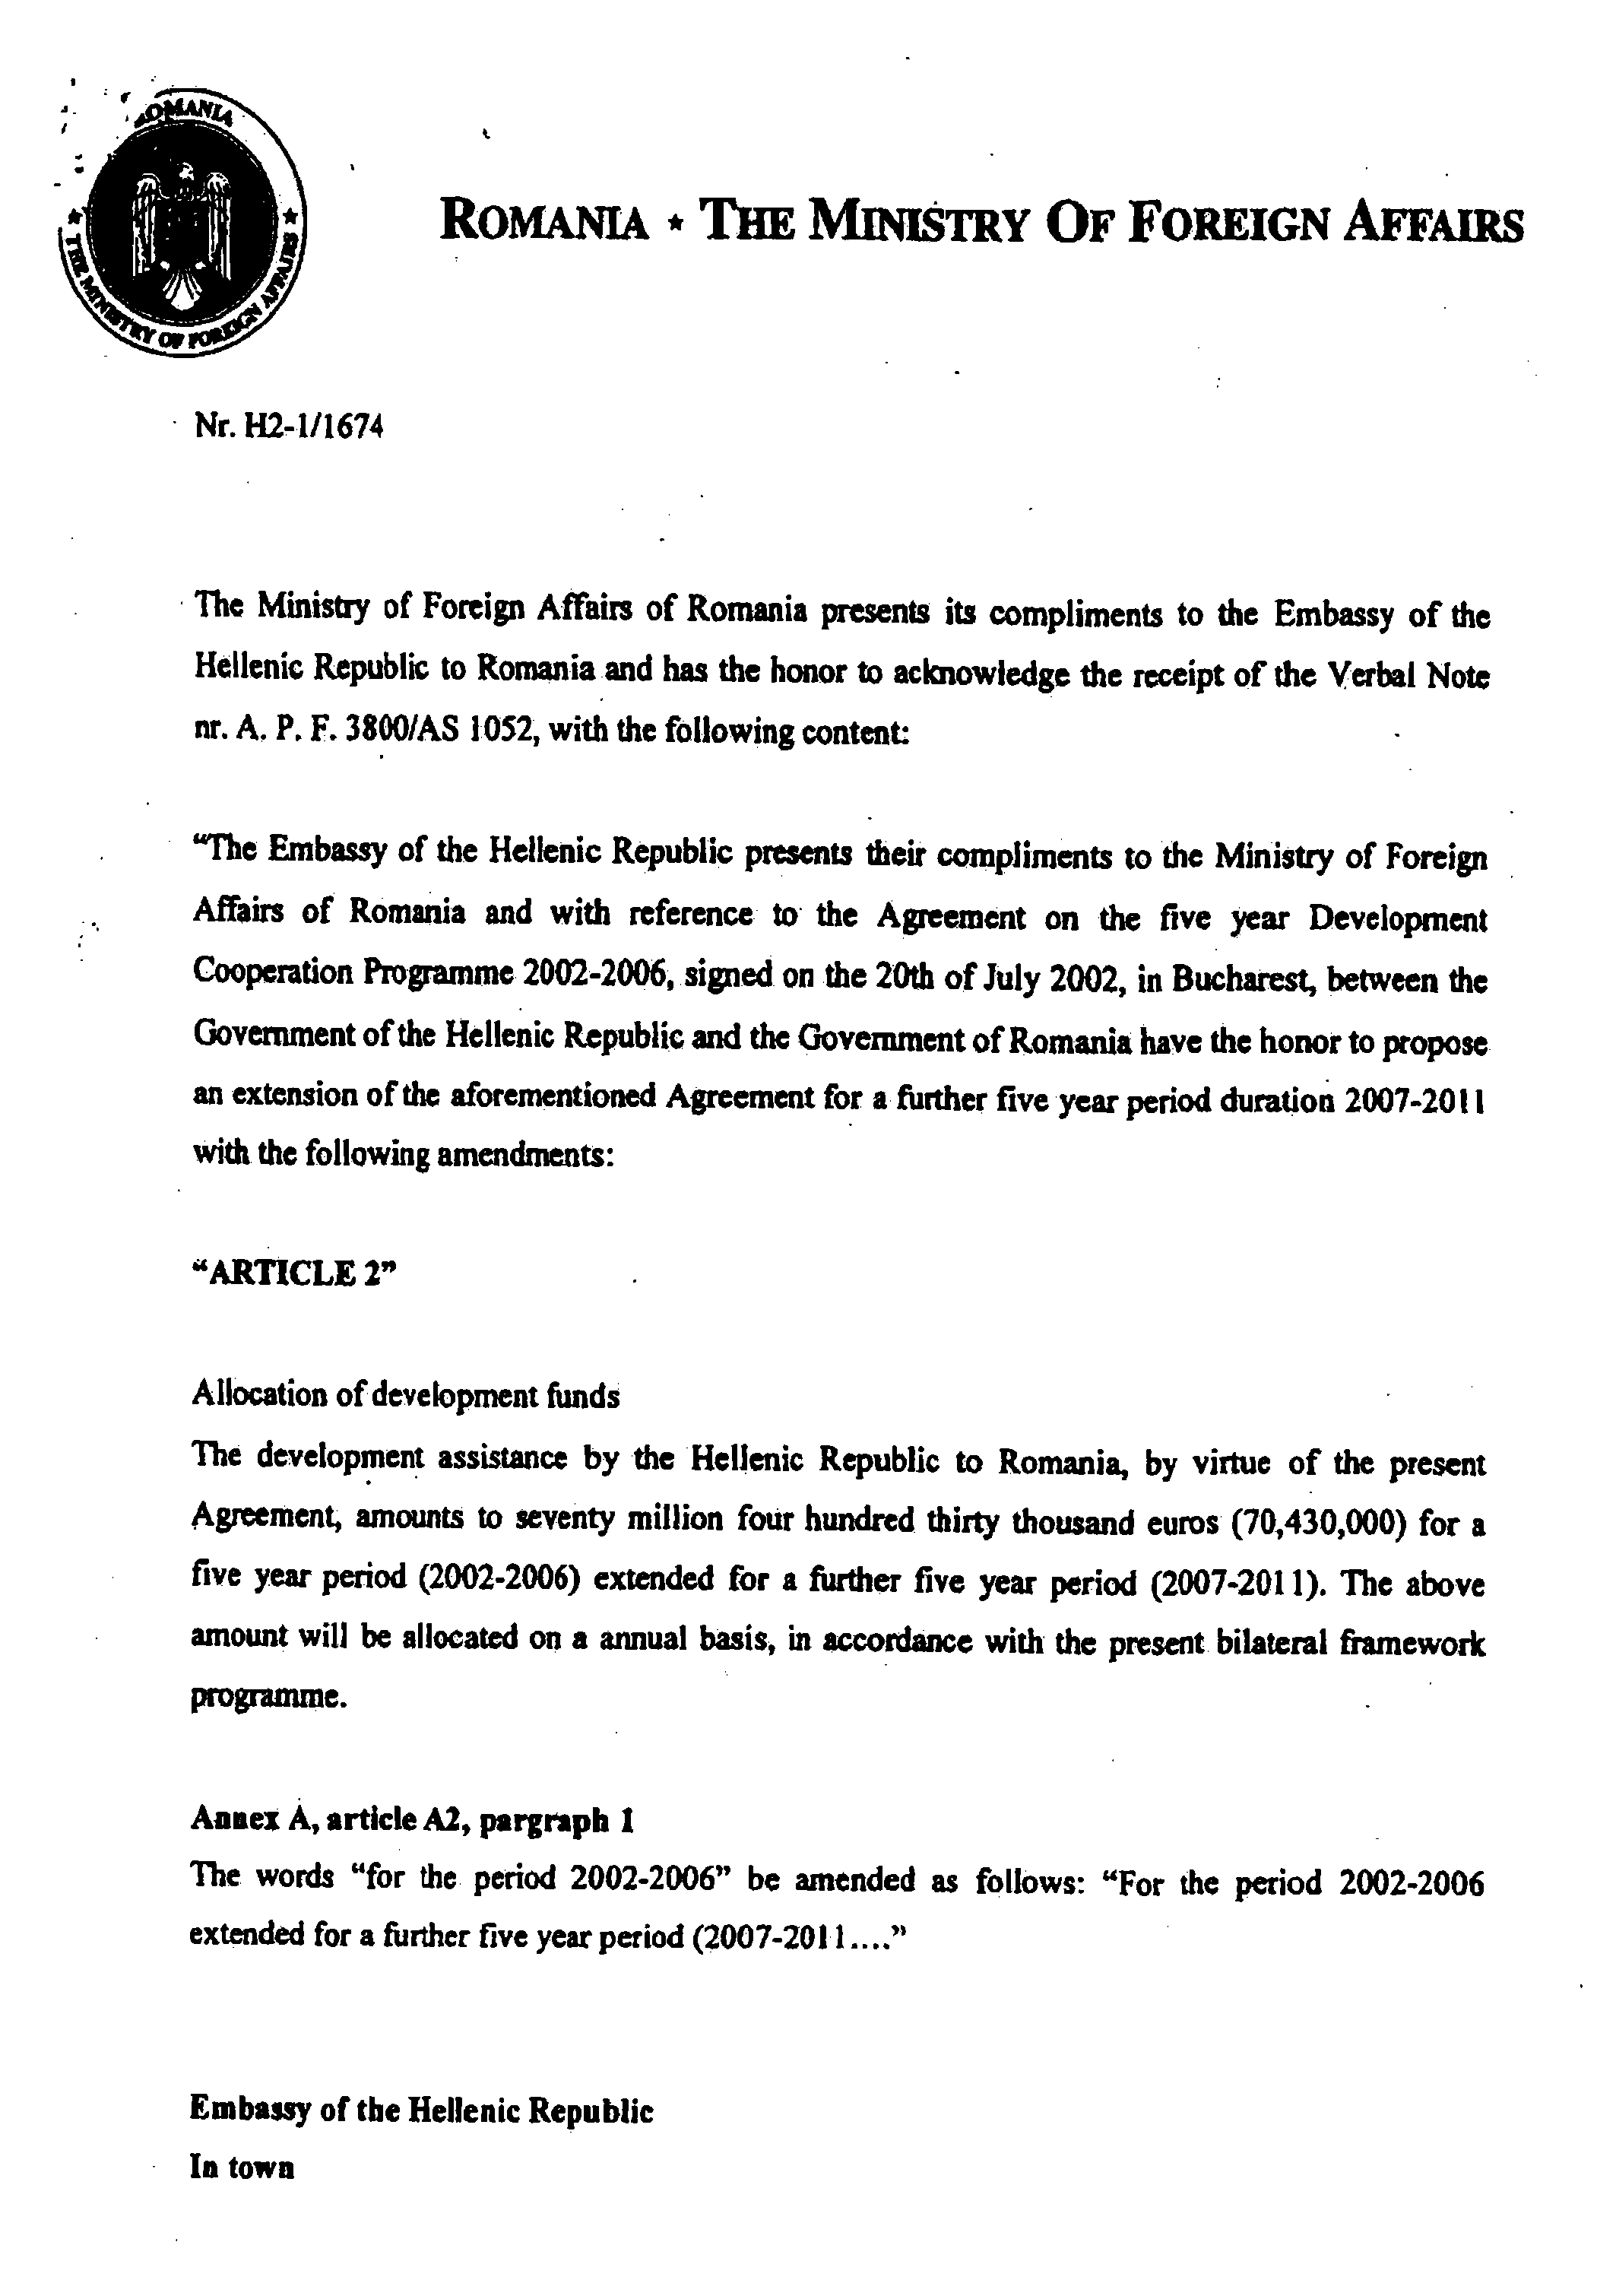 ROMANIA
★ THE MINISTRY OF FOREIGN AFFAIRS ★
ROMANIA ★ THE MINISTRY OF FOREIGN AFFAIRS
Nr. H2-1/1674
The Ministry of Foreign Affairs of Romania presents its compliments to the Embassy of the
Hellenic Republic to Romania and has the honor to acknowledge the receipt of the Verbal Note
nr. A. P. F. 3800/AS 1052, with the following content:
“The Embassy of the Hellenic Republic presents their compliments to the Ministry of Foreign
Affairs of Romania and with reference to the Agreement on the five year Development
Cooperation Programme 2002-2006, signed on the 20th of July 2002, in Bucharest, between the
Government of the Hellenic Republic and the Government of Romania have the honor to propose
an extension of the aforementioned Agreement for a further five year period duration 2007-2011
with the following amendments:
“ARTICLE 2”
Allocation of development funds
The development assistance by the Hellenic Republic to Romania, by virtue of the present
Agreement, amounts to seventy million four hundred thirty thousand euros (70,430,000) for a
five year period (2002-2006) extended for a further five year period (2007-2011). The above
amount will be allocated on a annual basis, in accordance with the present bilateral framework
programme.
Annex A, article A2, pargraph 1
The words “for the period 2002-2006” be amended as follows: “For the period 2002-2006
extended for a further five year period (2007-2011....”
Embassy of the Hellenic Republic
In town